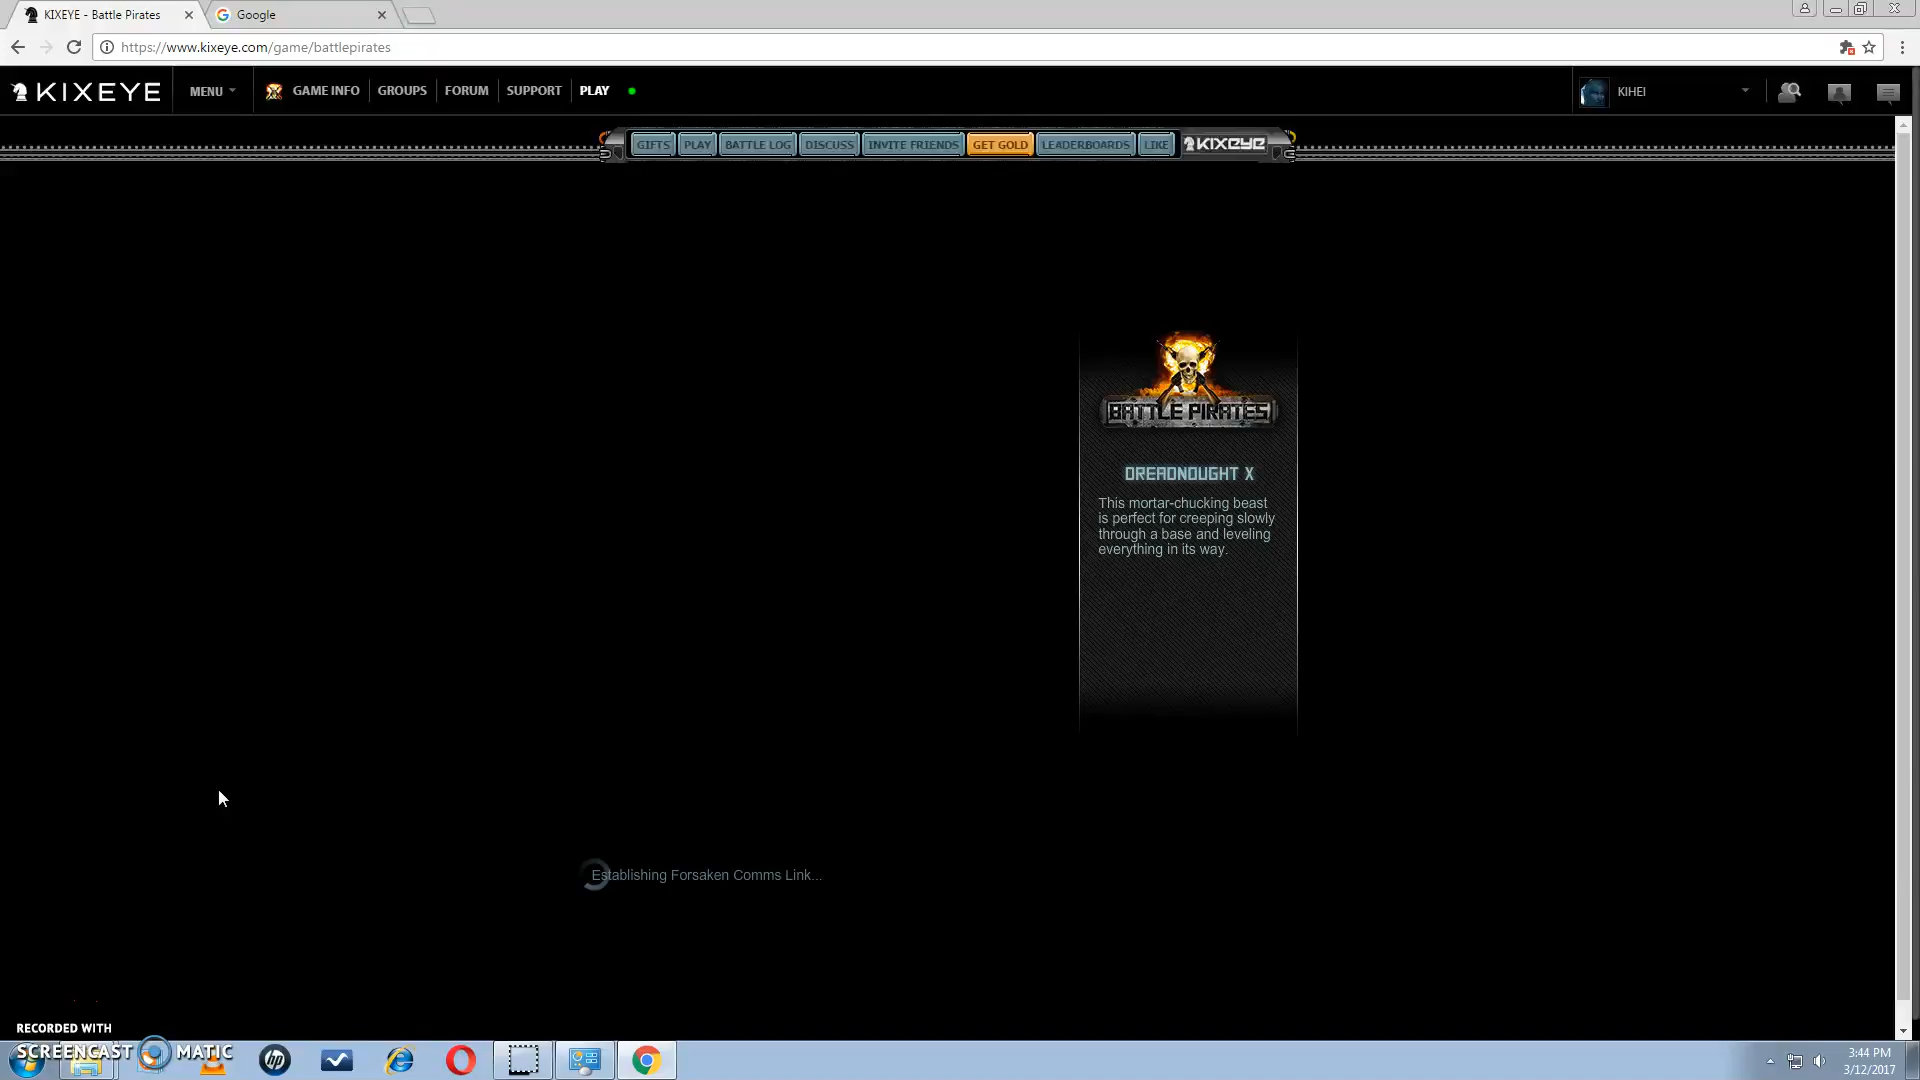 KIXEYE - Battle Pirates
Google
https://www.kixeye.com/game/battlepirates
KIXEYE
MENU
GAME INFO
GROUPS
FORUM
SUPPORT
PLAY
KIHEI
GIFTS
PLAY
BATTLE LOG
DISCUSS
INVITE FRIENDS
GET GOLD
LEADERBOARDS
LIKE
KIXEYE
BATTLE PIRATES
DREADNOUGHT X
This mortar-chucking beast
is perfect for creeping slowly
through a base and leveling
everything in its way.
Establishing Forsaken Comms Link...
RECORDED WITH
SCREENCAST MATIC
hp
3:44 PM
3/12/2017